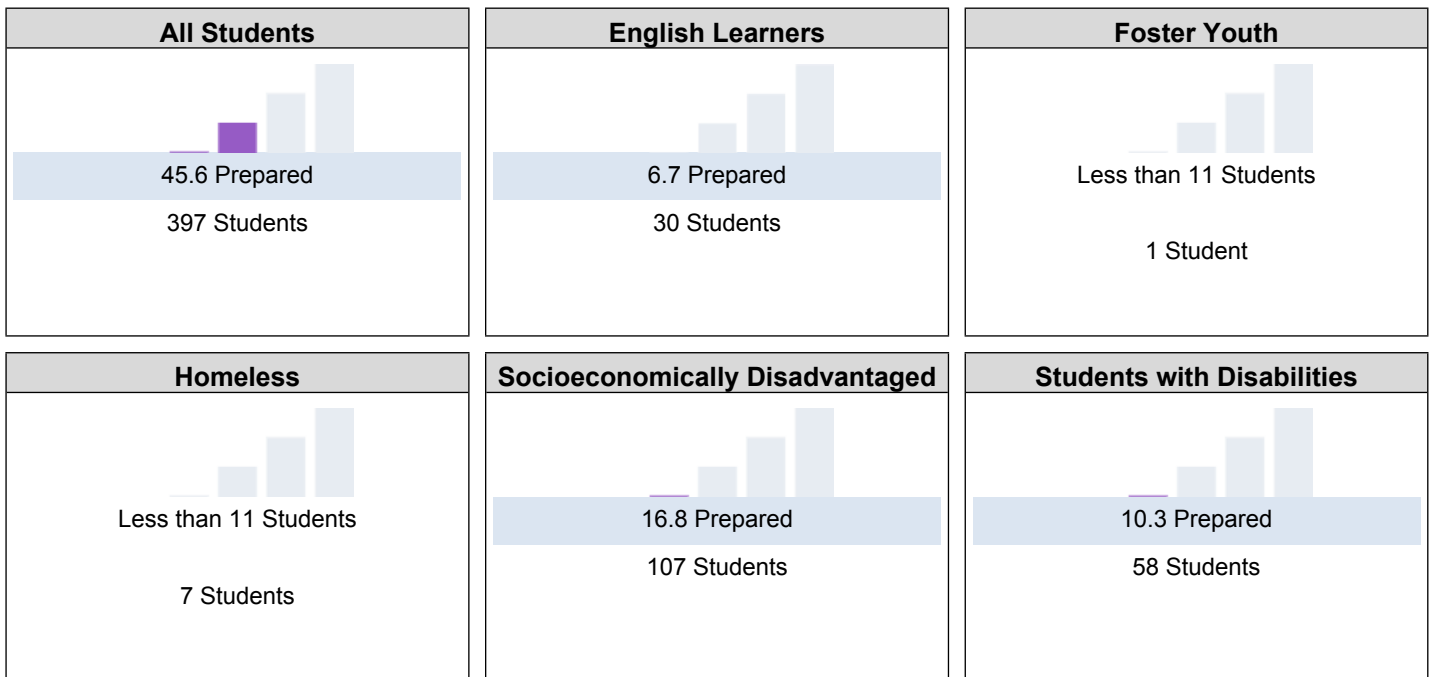 All Students
45.6 Prepared
397 Students
English Learners
6.7 Prepared
30 Students
Foster Youth
Less than 11 Students
1 Student
Homeless
Less than 11 Students
7 Students
Socioeconomically Disadvantaged
16.8 Prepared
107 Students
Students with Disabilities
10.3 Prepared
58 Students